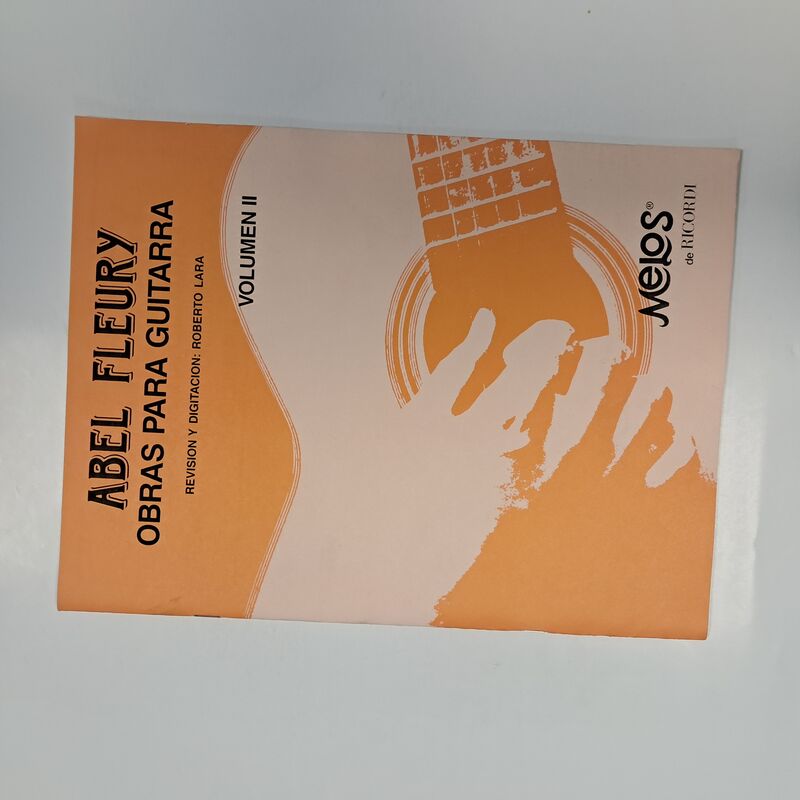 ABEL FLEURY
OBRAS PARA GUITARRA
REVISION Y DIGITACION: ROBERTO LARA
VOLUMEN II
MELOS®
de RICORDI